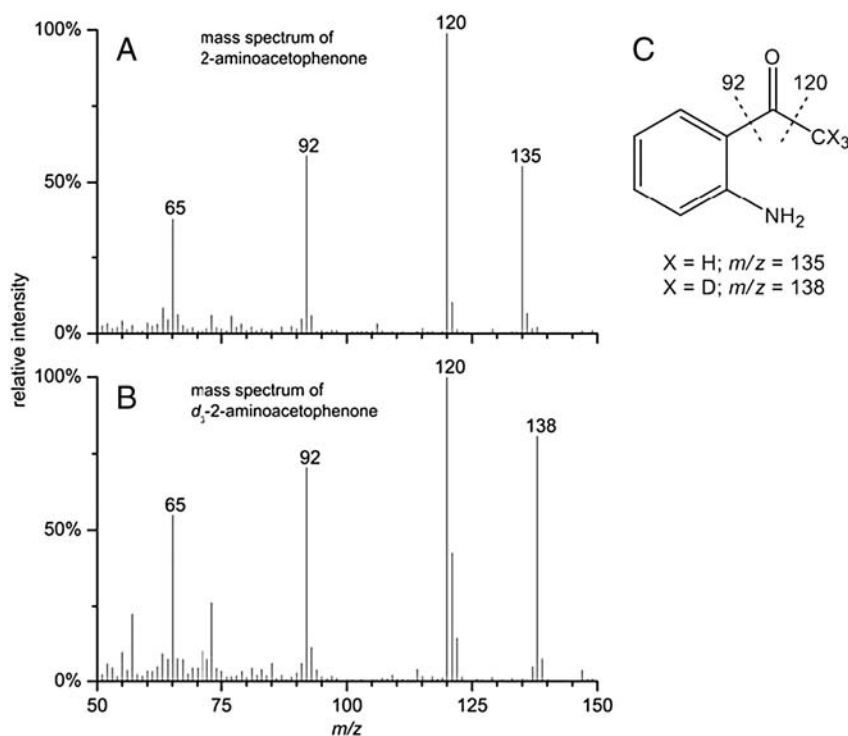 100%
50%
0%
A
mass spectrum of
2-aminoacetophenone
65
92
120
135
relative intensity
100%
50%
0%
B
mass spectrum of
d₃-2-aminoacetophenone
65
92
120
138
50
75
100
125
150
m/z
C
O
92
120
CX₃
NH₂
X = H; m/z = 135
X = D; m/z = 138